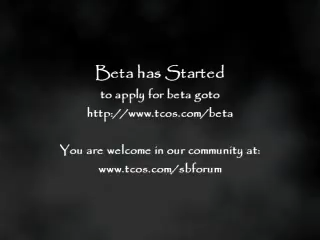 Beta has Started
to apply for beta goto
http://www.tcos.com/beta
You are welcome in our community at:
www.tcos.com/sbforum